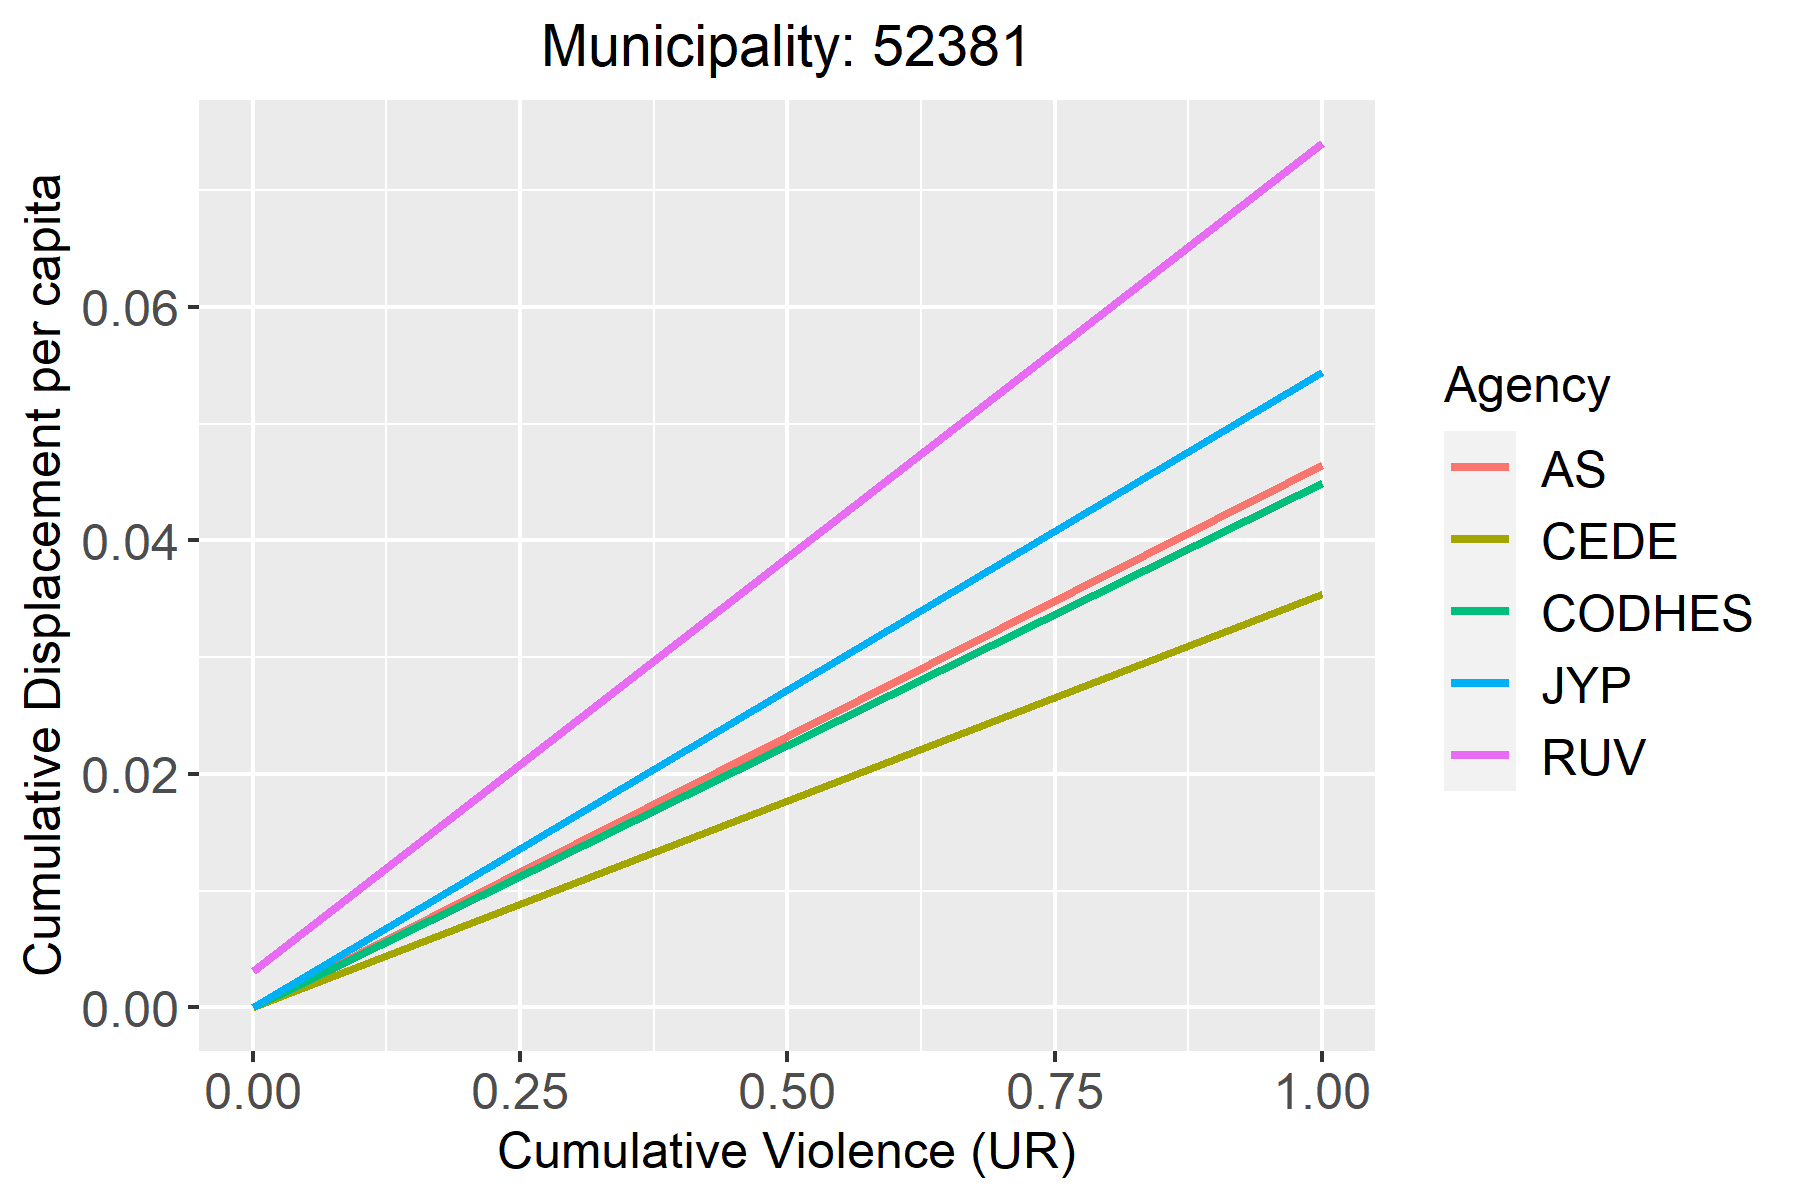 Municipality: 52381
Cumulative Displacement per capita
0.06
0.04
0.02
0.00
0.00 0.25 0.50 0.75 1.00
Cumulative Violence (UR)
Agency
AS
CEDE
CODHES
JYP
RUV